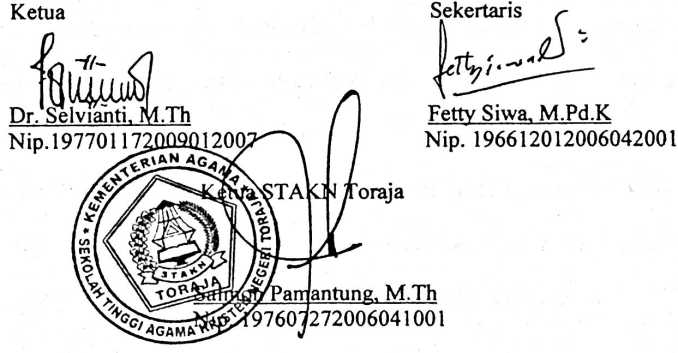 Ketua
Sekertaris
Dr. Selvianti, M.Th
Fetty Siwa, M.Pd.K
Nip.197701172009012007
Nip. 196612012006042001
Ketua STAKN Toraja
KEMENTERIAN AGAMA
SEKOLAH TINGGI AGAMA KRISTEN NEGERI TORAJA
STAKN
TORAJA
Pamantung, M.Th
Nip. 197607272006041001